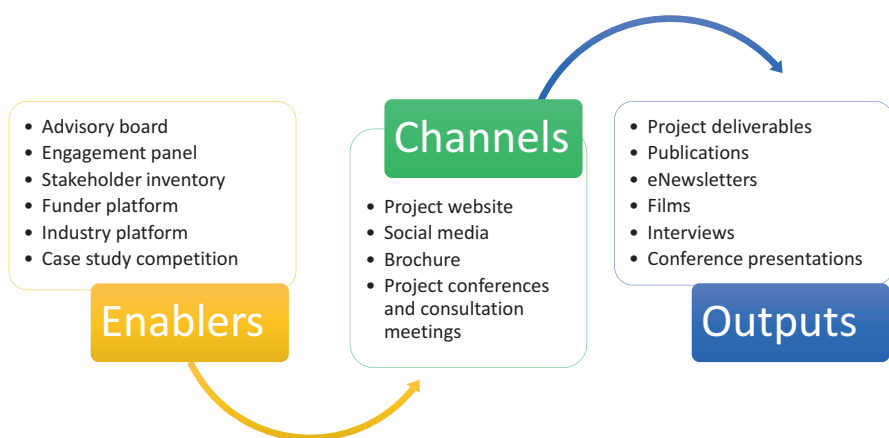 • Advisory board
• Engagement panel
• Stakeholder inventory
• Funder platform
• Industry platform
• Case study competition
Enablers
Channels
• Project website
• Social media
• Brochure
• Project conferences
and consultation
meetings
• Project deliverables
• Publications
• eNewsletters
• Films
• Interviews
• Conference presentations
Outputs